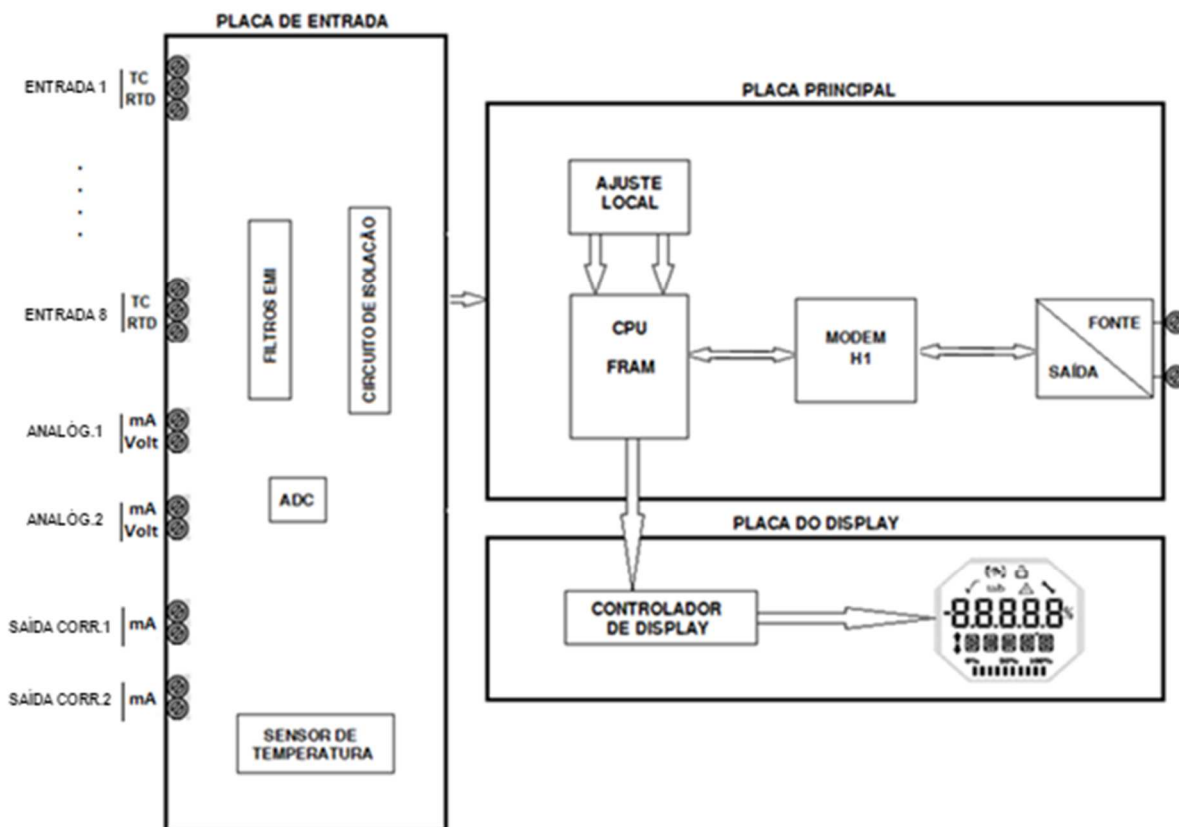 PLACA DE ENTRADA
ENTRADA 1
TC
RTD
ENTRADA 8
TC
RTD
ANALÓG.1
mA
Volt
ANALÓG.2
mA
Volt
SAÍDA CORR.1
mA
SAÍDA CORR.2
mA
FILTROS EMI
CIRCUITO DE ISOLAÇÃO
ADC
SENSOR DE
TEMPERATURA
PLACA PRINCIPAL
AJUSTE
LOCAL
CPU
FRAM
MODEM
H1
FONTE
SAÍDA
PLACA DO DISPLAY
CONTROLADOR
DE DISPLAY
-8.8.8.8.8%
0% 50% 100%